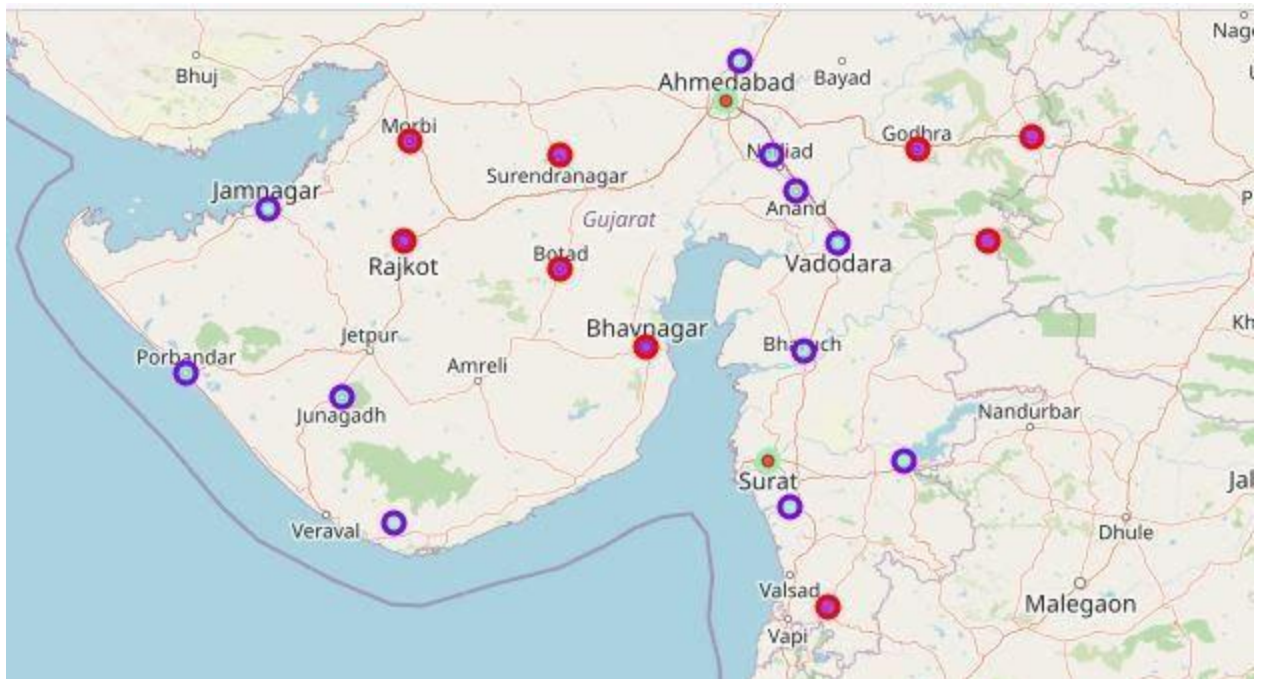 Nag
Bhuj
Ahmedabad
Bayad
Morbi
Godhra
Surendranagar
Nadiad
Jamnagar
Anand
P
Gujarat
Rajkot
Botad
Vadodara
Bhavnagar
Kh
Jetpur
Bharuch
Porbandar
Amreli
Junagadh
Nandurbar
Surat
Jal
Veraval
Dhule
Valsad
Malegaon
Vapi